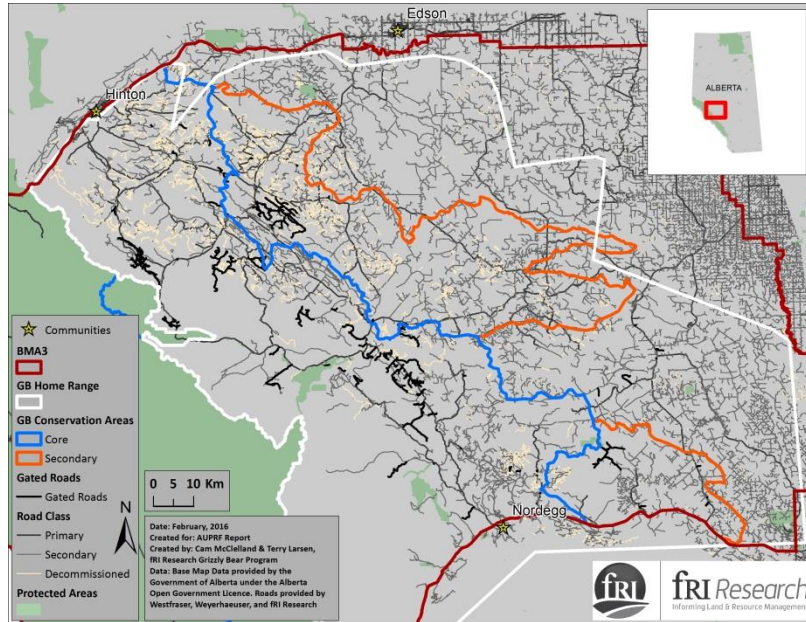 Edson
Hinton
ALBERTA
Nordegg
Communities
BMA3
GB Home Range
GB Conservation Areas
Core
Secondary
Gated Roads
Gated Roads
Road Class
Primary
Secondary
Decommissioned
Protected Areas
N
0 5 10 Km
Date: February, 2016
Created for: AUPRF Report
Created by: Cam McClelland & Terry Larsen,
fRI Research Grizzly Bear Program
Data: Base Map Data provided by the
Government of Alberta under the Alberta
Open Government Licence. Roads provided by
Westfraser, Weyerhaeuser, and fRI Research
fRI
fRI Research
Informing Land & Resource Management